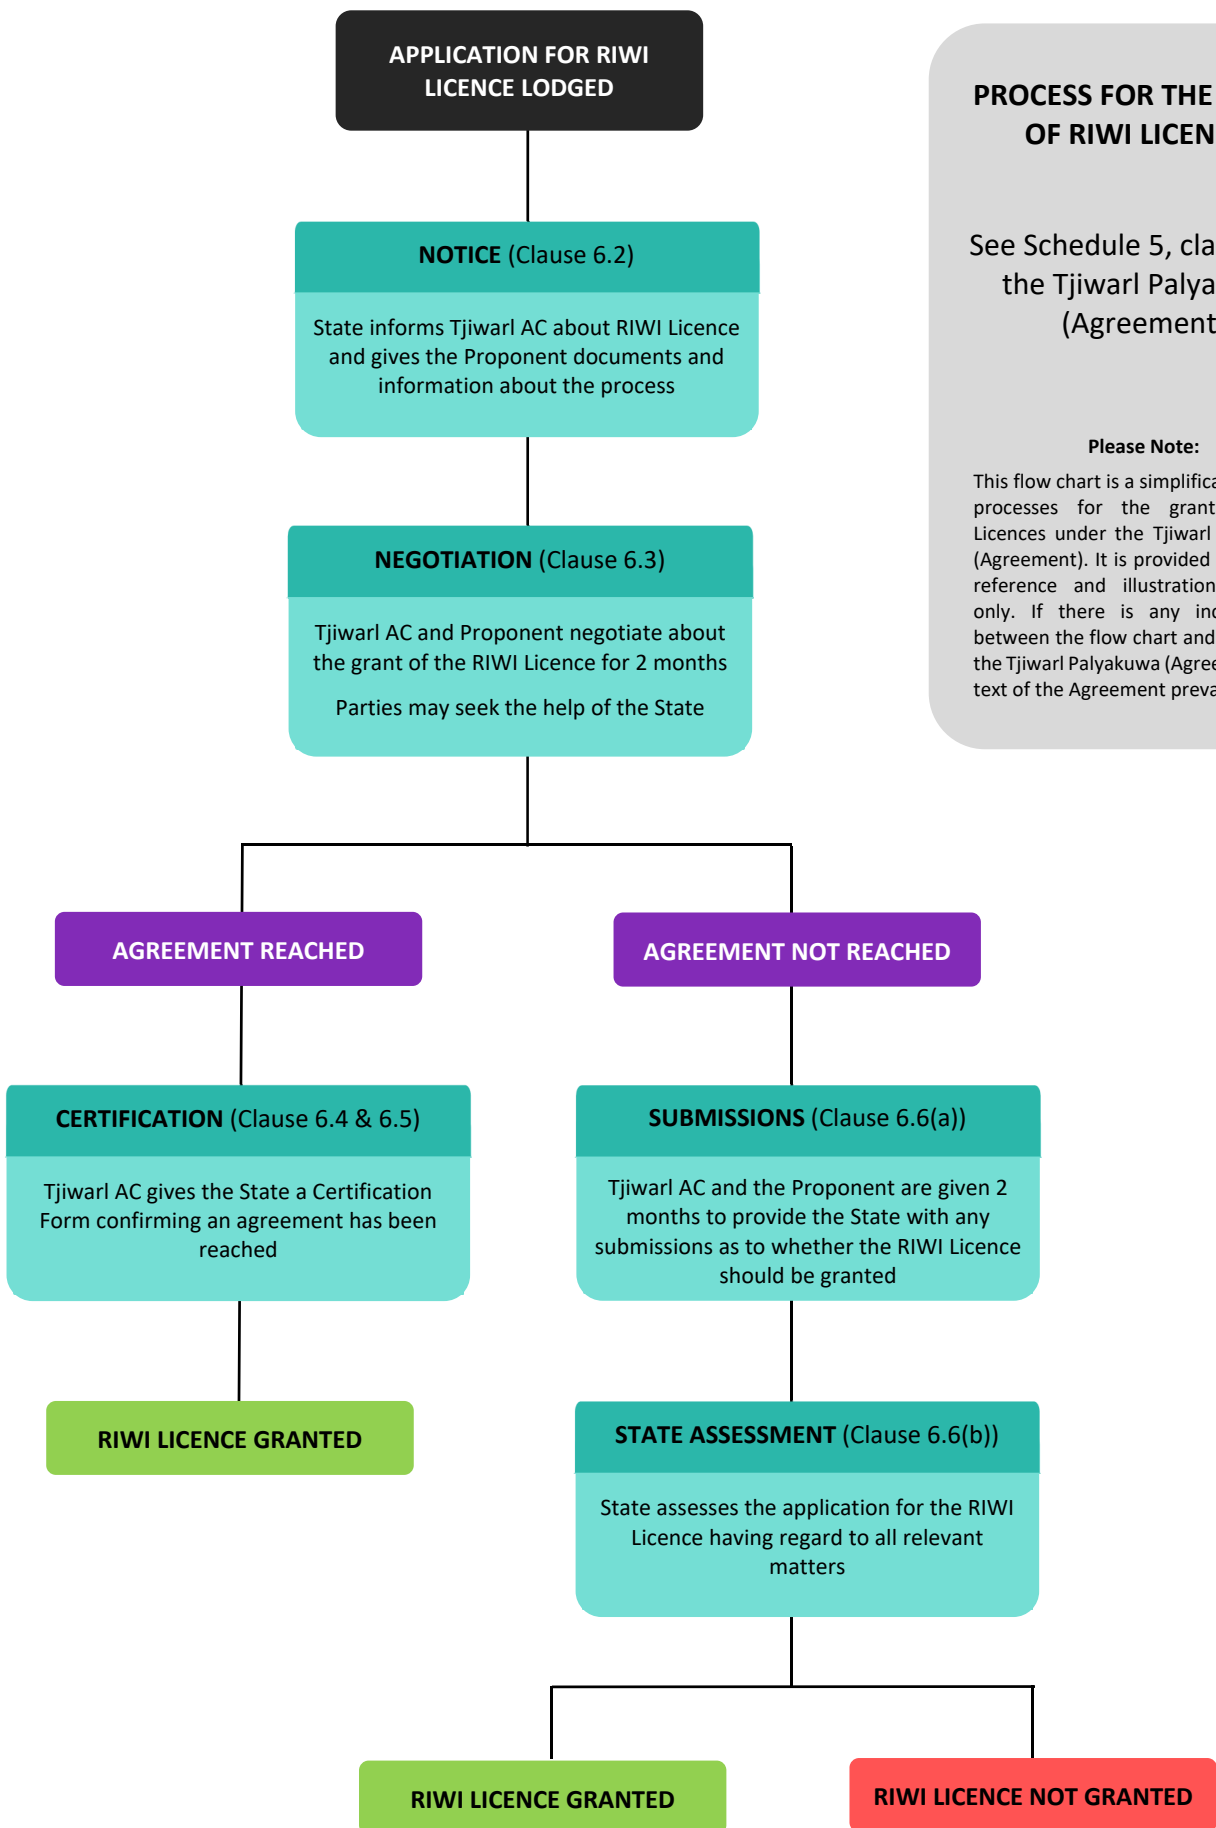 APPLICATION FOR RIWI
LICENCE LODGED
PROCESS FOR THE
OF RIWI LICEN
See Schedule 5, cla
the Tjiwarl Palya
(Agreement
Please Note:
This flow chart is a simplifica
processes for the grant
Licences under the Tjiwarl
(Agreement). It is provided
reference and illustration
only. If there is any inc
between the flow chart and
the Tjiwarl Palyakuwa (Agree
text of the Agreement preva
NOTICE (Clause 6.2)
State informs Tjiwarl AC about RIWI Licence
and gives the Proponent documents and
information about the process
NEGOTIATION (Clause 6.3)
Tjiwarl AC and Proponent negotiate about
the grant of the RIWI Licence for 2 months
Parties may seek the help of the State
AGREEMENT REACHED
AGREEMENT NOT REACHED
CERTIFICATION (Clause 6.4 & 6.5)
Tjiwarl AC gives the State a Certification
Form confirming an agreement has been
reached
RIWI LICENCE GRANTED
SUBMISSIONS (Clause 6.6(a))
Tjiwarl AC and the Proponent are given 2
months to provide the State with any
submissions as to whether the RIWI Licence
should be granted
STATE ASSESSMENT (Clause 6.6(b))
State assesses the application for the RIWI
Licence having regard to all relevant
matters
RIWI LICENCE GRANTED
RIWI LICENCE NOT GRANTED